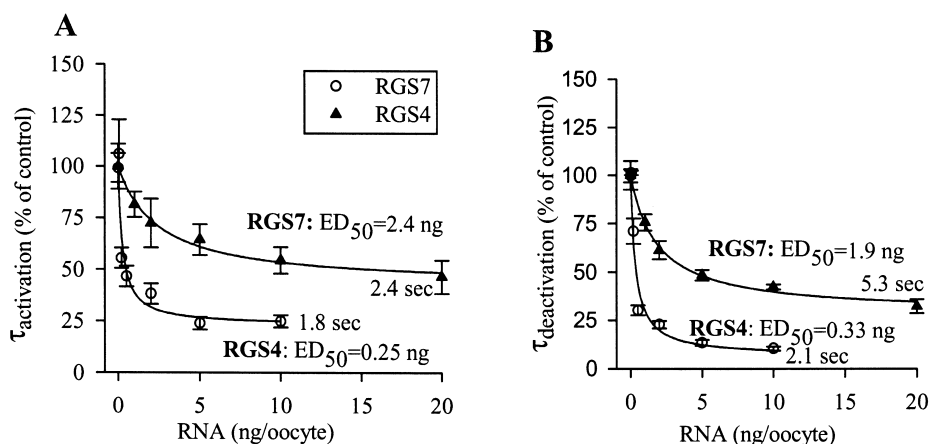 A
150
125
100
75
50
25
0
τactivation (% of control)
RGS7
RGS4
RGS7: ED50=2.4 ng
2.4 sec
1.8 sec
RGS4: ED50=0.25 ng
0 5 10 20
RNA (ng/oocyte)
B
150
125
100
75
50
25
0
τdeactivation (% of control)
RGS7: ED50=1.9 ng
5.3 sec
RGS4: ED50=0.33 ng
2.1 sec
0 5 10 20
RNA (ng/oocyte)